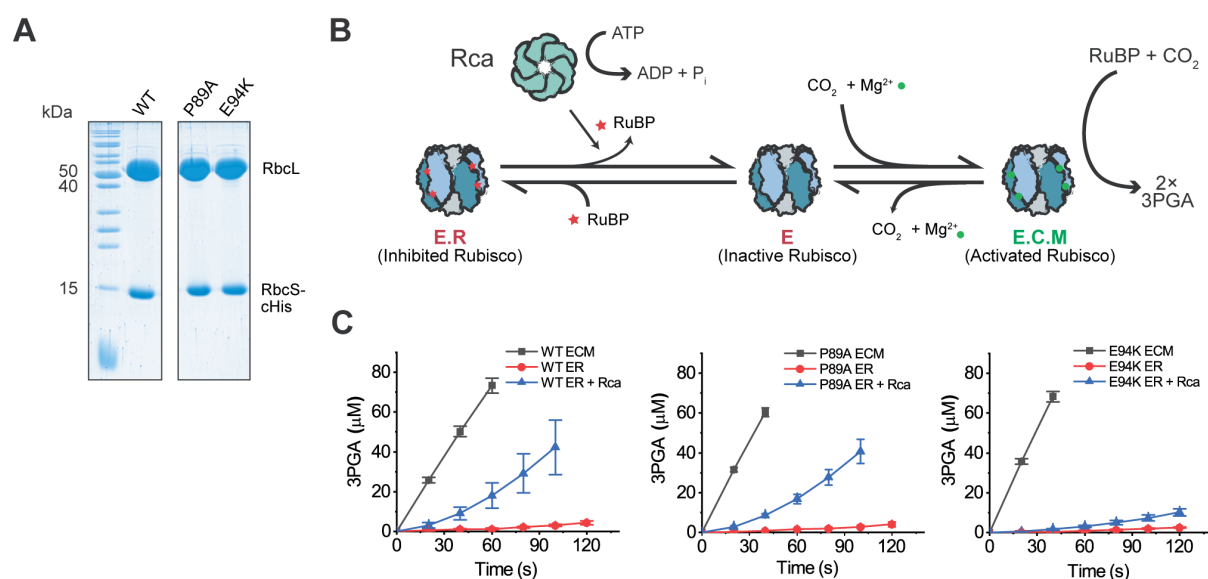 A
kDa
WT
P89A
E94K
50
40
15
RbcL
RbcS-
cHis
B
Rca
ATP
ADP + Pi
RuBP
CO2 + Mg2+
RuBP + CO2
RuBP
CO2 + Mg2+
2×
3PGA
E.R
(Inhibited Rubisco)
E
(Inactive Rubisco)
E.C.M
(Activated Rubisco)
C
WT ECM
WT ER
WT ER + Rca
3PGA (μM)
80
60
40
20
0
0 30 60 90 120
Time (s)
P89A ECM
P89A ER
P89A ER + Rca
3PGA (μM)
80
60
40
20
0
0 30 60 90 120
Time (s)
E94K ECM
E94K ER
E94K ER + Rca
3PGA (μM)
80
60
40
20
0
0 30 60 90 120
Time (s)